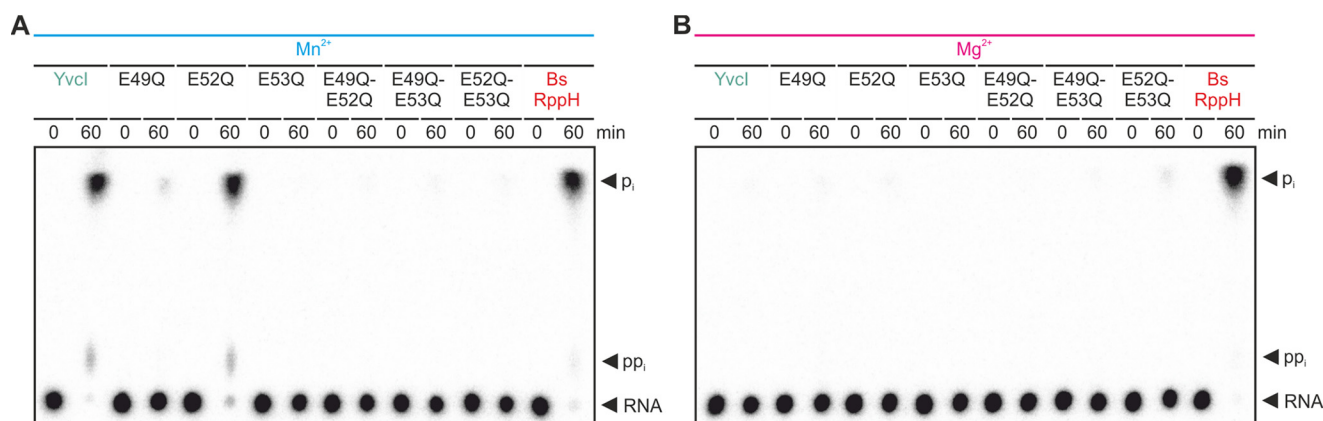 A
Mn²⁺
YvcI E49Q E52Q E53Q E49Q-E52Q E49Q-E53Q E52Q-E53Q Bs RppH
0 60 0 60 0 60 0 60 0 60 0 60 0 60 0 60 min
pᵢ
ppᵢ
RNA
B
Mg²⁺
YvcI E49Q E52Q E53Q E49Q-E52Q E49Q-E53Q E52Q-E53Q Bs RppH
0 60 0 60 0 60 0 60 0 60 0 60 0 60 0 60 min
pᵢ
ppᵢ
RNA